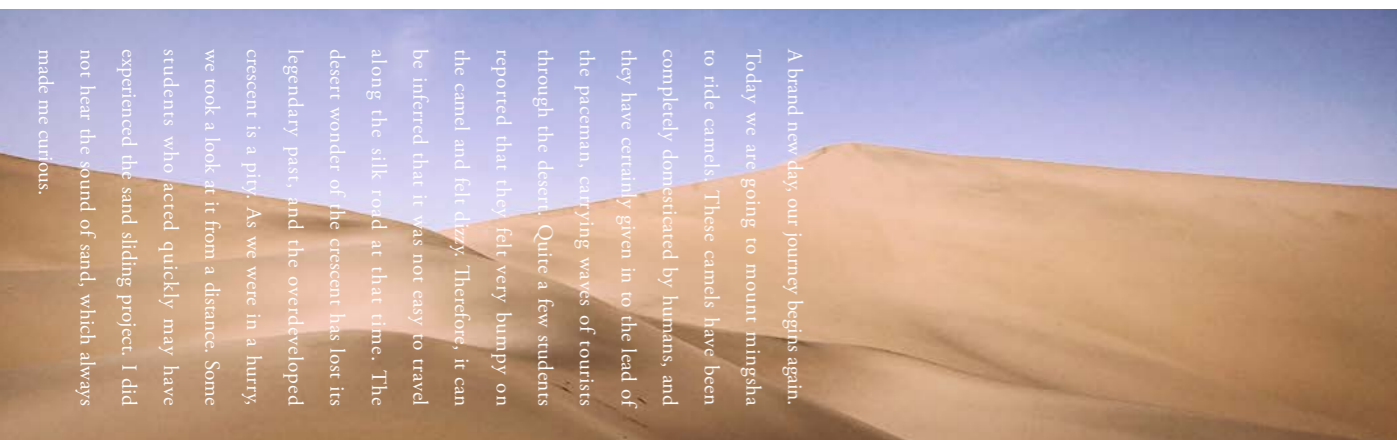 A brand new day, our journey begins again.
Today we are going to mount mingsha
to ride camels. These camels have been
completely domesticated by humans, and
they have certainly given in to the lead of
the paceman, carrying waves of tourists
through the desert. Quite a few students
reported that they felt very bumpy on
the camel and felt dizzy. Therefore, it can
be inferred that it was not easy to travel
along the silk road at that time. The
desert wonder of the crescent has lost its
legendary past, and the overdeveloped
crescent is a pity. As we were in a hurry,
we took a look at it from a distance. Some
students who acted quickly may have
experienced the sand sliding project. I did
not hear the sound of sand, which always
made me curious.